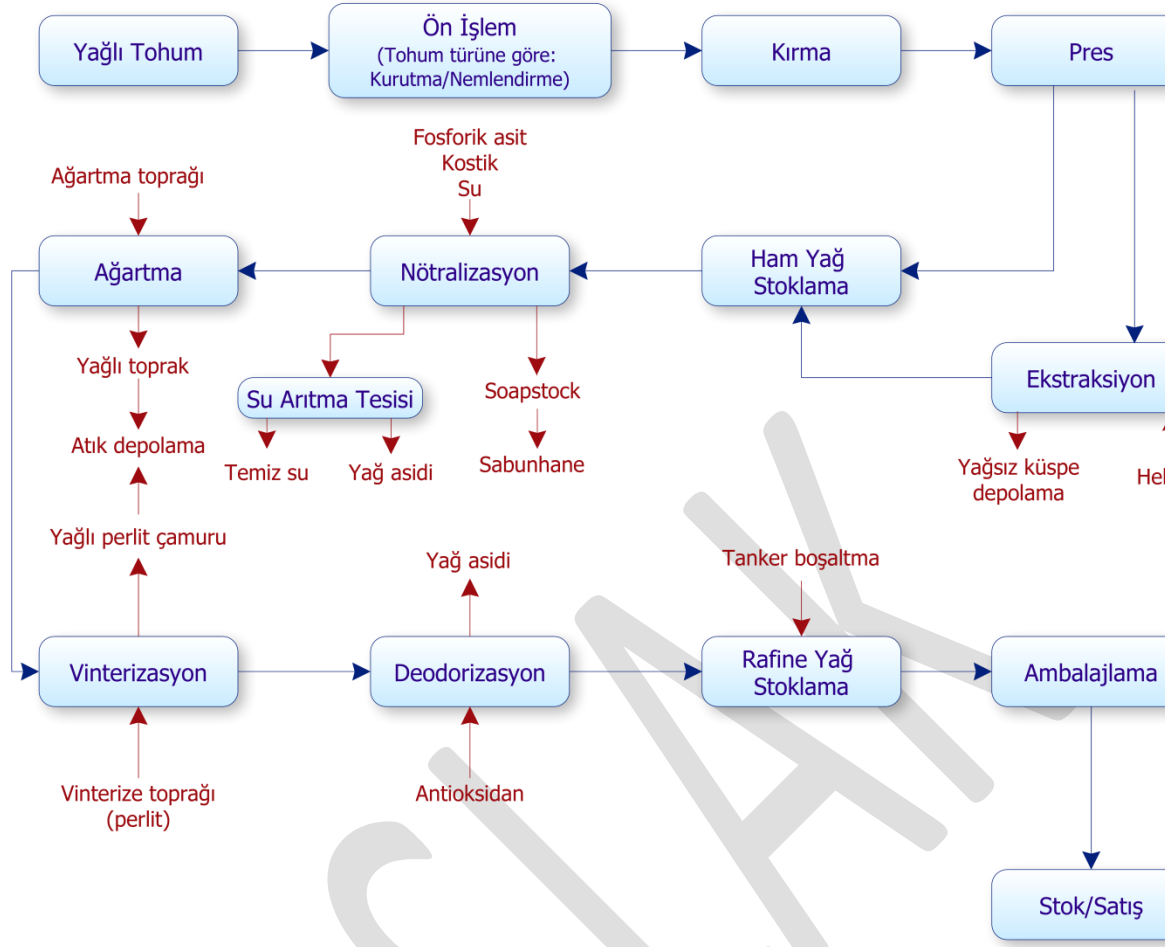 Yağlı Tohum
Ön İşlem
(Tohum türüne göre:
Kurutma/Nemlendirme)
Kırma
Pres
Fosforik asit
Kostik
Su
Ağartma toprağı
Ağartma
Nötralizasyon
Ham Yağ
Stoklama
Yağlı toprak
Su Arıtma Tesisi
Soapstock
Ekstraksiyon
Atık depolama
Temiz su
Yağ asidi
Sabunhane
Yağsız küspe
depolama
Yağlı perlit çamuru
Yağ asidi
Tanker boşaltma
Vinterizasyon
Deodorizasyon
Rafine Yağ
Stoklama
Ambalajlama
Vinterize toprağı
(perlit)
Antioksidan
Stok/Satış